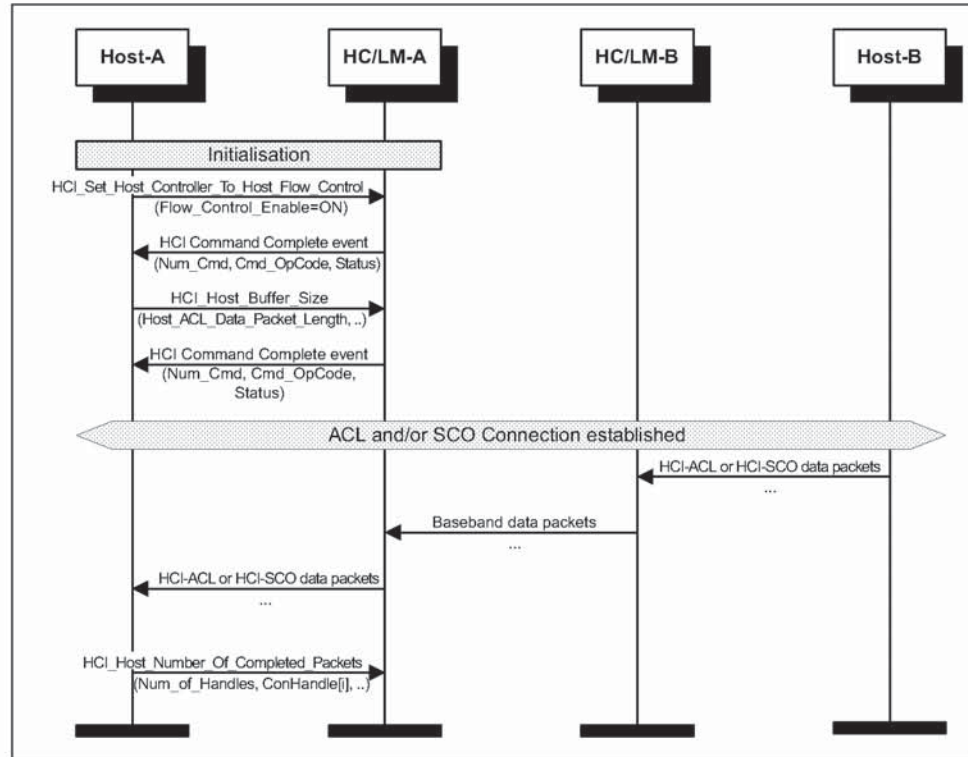 Host-A
HC/LM-A
HC/LM-B
Host-B
Initialisation
HCI_Set_Host_Controller_To_Host_Flow_Control
(Flow_Control_Enable=ON)
HCI Command Complete event
(Num_Cmd, Cmd_OpCode, Status)
HCI_Host_Buffer_Size
(Host_ACL_Data_Packet_Length, ..)
HCI Command Complete event
(Num_Cmd, Cmd_OpCode,
Status)
ACL and/or SCO Connection established
HCI-ACL or HCI-SCO data packets
...
Baseband data packets
...
HCI-ACL or HCI-SCO data packets
...
HCI_Host_Number_Of_Completed_Packets
(Num_of_Handles, ConHandle[i], ..)